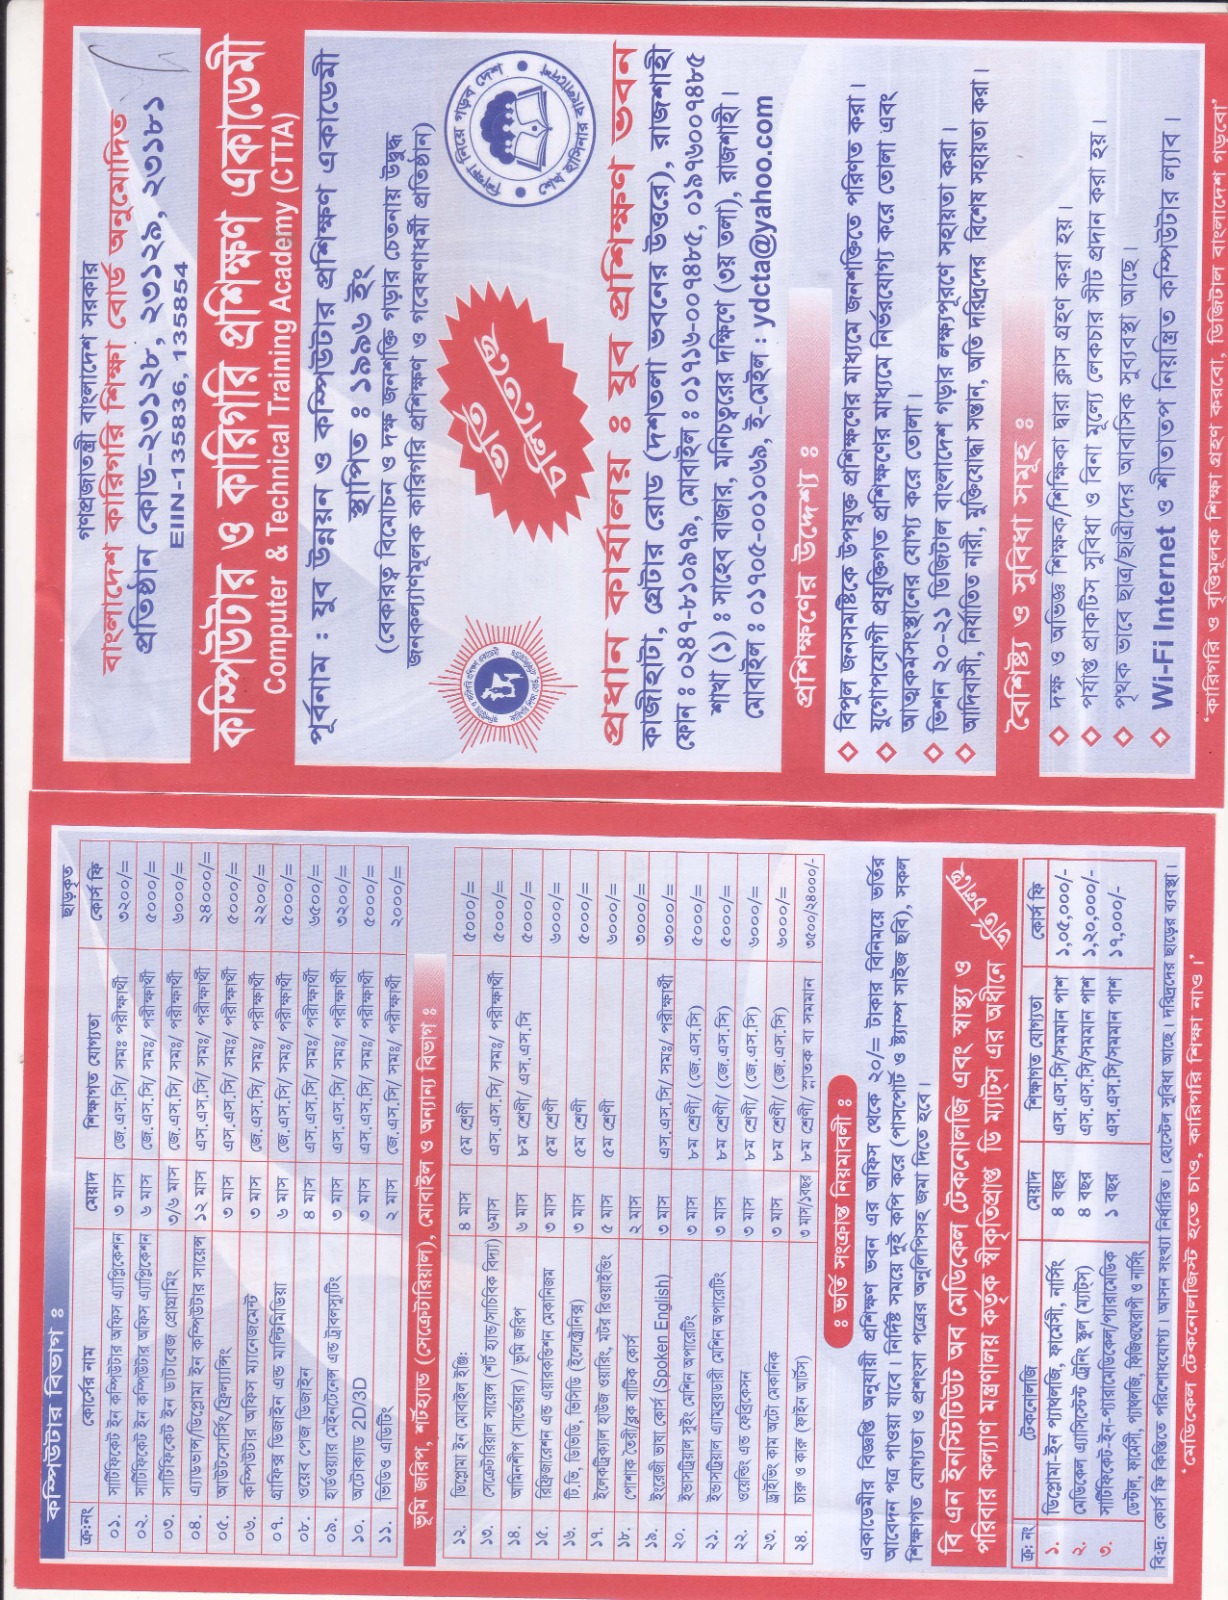 কম্পিউটার বিভাগ ঃ
ছাড়কৃত
ক্র:নং কোর্সের নাম মেয়াদ শিক্ষাগত যোগ্যতা কোর্স ফি
০১. সার্টিফিকেট ইন কম্পিউটার অফিস এ্যাপ্লিকেশন ৩ মাস জে.এস.সি/ সমঃ পরীক্ষার্থী ৩২০০/=
০২. সার্টিফিকেট ইন কম্পিউটার অফিস এ্যাপ্লিকেশন ৬ মাস জে.এস.সি/ সমঃ/ পরীক্ষার্থী ৫০০০/=
০৩. সার্টিফিকেট ইন ডাটাবেজ প্রোগ্রামিং ৩/৬ মাস জে.এস.সি/ সমঃ/ পরীক্ষার্থী ৬০০০/=
০৪. এ্যাডভান্স/ডিপ্লোমা ইন কম্পিউটার সায়েন্স ১২ মাস এস.এস.সি/ সমঃ/ পরীক্ষার্থী ২৪০০০/=
০৫. আউটসোর্সিং/ফ্রিল্যান্সিং ৩ মাস এস.এস.সি/ সমঃ/ পরীক্ষার্থী ৫০০০/=
০৬. কম্পিউটার অফিস ম্যানেজমেন্ট ৩ মাস জে.এস.সি/ সমঃ/ পরীক্ষার্থী ২২০০/=
০৭. গ্রাফিক্স ডিজাইন এন্ড মাল্টিমিডিয়া ৬ মাস জে.এস.সি/ সমঃ/ পরীক্ষার্থী ৫০০০/=
০৮. ওয়েব পেজ ডিজাইন ৪ মাস এস.এস.সি/ সমঃ/ পরীক্ষার্থী ৬৫০০/=
০৯. হার্ডওয়্যার মেইনটেনেন্স এন্ড ট্রাবলস্যুটিং ৩ মাস এস.এস.সি/ সমঃ/ পরীক্ষার্থী ৩২০০/=
১০. অটোক্যাড 2D/3D ৩ মাস এস.এস.সি/ সমঃ/ পরীক্ষার্থী ৫০০০/=
১১. ভিডিও এডিটিং ২ মাস জে.এস.সি/ সমঃ/ পরীক্ষার্থী ২০০০/=
ভূমি জরিপ, শর্টহ্যান্ড (সেক্রেটারিয়াল), মোবাইল ও অন্যান্য বিভাগ ঃ
১২. ডিপ্লোমা ইন মোবাইল ইঞ্জি: ৪ মাস ৫ম শ্রেণী ৫০০০/=
১৩. সেক্রেটারিয়াল সায়েন্স (শর্ট হ্যান্ড/সাচিবিক বিদ্যা) ৬মাস এস.এস.সি/ সমঃ/ পরীক্ষার্থী ৫০০০/=
১৪. আমিনশীপ (সার্ভেয়ার) / ভূমি জরিপ ৬ মাস ৮ম শ্রেণী/ এস.এস.সি ৫০০০/=
১৫. রিফ্রিজারেশন এন্ড এয়ারকন্ডিশন মেকানিজম ৩ মাস ৫ম শ্রেণী ৬০০০/=
১৬. টি.ভি, ডিভিডি, ভিসিডি (ইলেক্ট্রোনিক্স) ৩ মাস ৫ম শ্রেণী ৫০০০/=
১৭. ইলেকট্রিক্যাল হাউজ ওয়ারিং, মটর রিওয়াইন্ডিং ৫ মাস ৫ম শ্রেণী ৬০০০/=
১৮. পোশাক তৈরী/ব্লক বাটিক কোর্স ২ মাস ৩০০০/=
১৯. ইংরেজী ভাষা কোর্স (Spoken English) ৩ মাস এস.এস.সি/ সমঃ/ পরীক্ষার্থী ৩০০০/=
২০. ইন্ডাসট্রিয়াল সুইং মেশিন অপারেটিং ৩ মাস ৮ম শ্রেণী/ (জে.এস.সি) ৫০০০/=
২১. ইন্ডাসট্রিয়াল এ্যামব্রয়ডারী মেশিন অপারেটিং ৩ মাস ৮ম শ্রেণী/ (জে.এস.সি) ৫০০০/=
২২. ওয়েল্ডিং এন্ড ফেব্রিকেসন ৩ মাস ৮ম শ্রেণী/ (জে.এস.সি) ৬০০০/=
২৩. ড্রাইভিং কাম অটো মেকানিক ৩ মাস ৮ম শ্রেণী/ (জে.এস.সি) ৬০০০/=
২৪. চারু ও কারু (ফাইন আর্টস) ৩ মাস/১বছর ৮ম শ্রেণী/ স্নাতক বা সমমান ৩৫০০/২৪০০০/-
ঃ ভর্তি সংক্রান্ত নিয়মাবলী ঃ
একাডেমীর বিজ্ঞপ্তি অনুযায়ী প্রশিক্ষণ ভবন এর অফিস থেকে ২০/= টাকার বিনিময়ে ভর্তির
আবেদন পত্র পাওয়া যাবে। নির্দিষ্ট সময়ে দুই কপি করে (পাসপোর্ট ও ষ্ট্যাম্প সাইজ ছবি), সকল
শিক্ষাগত যোগ্যতা ও প্রশংসা পত্রের অনুলিপিসহ জমা দিতে হবে।
বি এন ইনস্টিটিউট অব মেডিকেল টেকনোলজি এবং স্বাস্থ্য ও
পরিবার কল্যাণ মন্ত্রণালয় কর্তৃক স্বীকৃতিপ্রাপ্ত ডি ম্যাট্স এর অধীনে
ভর্তি চলছে
ক্র: নং টেকনোলজি মেয়াদ শিক্ষাগত যোগ্যতা কোর্স ফি
১. ডিপ্লোমা-ইন প্যাথলজি, ফার্মেসী, নার্সিং ৪ বছর এস.এস.সি/সমমান পাশ ১,০৫,০০০/-
২. মেডিকেল এ্যাসিস্টেন্ট ট্রেনিং স্কুল (ম্যাট্স) ৪ বছর এস.এস.সি/সমমান পাশ ১,২০,০০০/-
৩. সার্টিফিকেট-ইন-প্যারামেডিকেল/প্যারামেডিক ১ বছর এস.এস.সি/সমমান পাশ ১৭,০০০/-
ডেন্টাল, ফার্মেসী, প্যাথলজি, ফিজিওথেরাপী ও নার্সিং
বি:দ্র: কোর্স ফি কিস্তিতে পরিশোধযোগ্য। আসন সংখ্যা নির্ধারিত। হোস্টেল সুবিধা আছে। দরিদ্রদের ছাড়ের ব্যবস্থা।
‘মেডিকেল টেকনোলজিস্ট হতে চাও, কারিগরি শিক্ষা নাও।’
গণপ্রজাতন্ত্রী বাংলাদেশ সরকার
বাংলাদেশ কারিগরি শিক্ষা বোর্ড অনুমোদিত
প্রতিষ্ঠান কোড-২৩১২৮, ২৩১২৯, ২৩১৮১
EIIN-135836, 135854
কম্পিউটার ও কারিগরি প্রশিক্ষণ একাডেমী
Computer & Technical Training Academy (CTTA)
পূর্বনাম : যুব উন্নয়ন ও কম্পিউটার প্রশিক্ষণ একাডেমী
স্থাপিত ঃ ১৯৯৬ ইং
(বেকারত্ব বিমোচন ও দক্ষ জনশক্তি গড়ার চেতনায় উদ্বুদ্ধ
জনকল্যাণমূলক কারিগরি প্রশিক্ষণ ও গবেষণাধর্মী প্রতিষ্ঠান)
ভর্তি
চলিতেছে
শিক্ষা নিয়ে গড়ব দেশ
শেখ হাসিনার বাংলাদেশ
প্রধান কার্যালয় ঃ যুব প্রশিক্ষণ ভবন
কাজীহাটা, গ্রেটার রোড (দশতলা ভবনের উত্তরে), রাজশাহী
ফোন ঃ ০২৪৭-৮১০৯৭৯, মোবাইল ঃ ০১৭১৬-০০৭৪৮৫, ০১৯৭৬০০৭৪৮৫
শাখা (১) ঃ সাহেব বাজার, মনিচত্বরের দক্ষিণে (৩য় তলা), রাজশাহী।
মোবাইল ঃ ০১৭০৫-০০১০৬৯, ই-মেইল : ydcta@yahoo.com
প্রশিক্ষণের উদ্দেশ্য ঃ
বিপুল জনসমষ্টিকে উপযুক্ত প্রশিক্ষণের মাধ্যমে জনশক্তিতে পরিণত করা।
যুগোপযোগী প্রযুক্তিগত প্রশিক্ষণের মাধ্যমে নির্ভরযোগ্য করে তোলা এবং
আত্মকর্মসংস্থানের যোগ্য করে তোলা।
ভিশন ২০-২১ ডিজিটাল বাংলাদেশ গড়ার লক্ষ্যপূরণে সহায়তা করা।
আদিবাসী, নির্যাতিত নারী, মুক্তিযোদ্ধা সন্তান, অতি দরিদ্রদের বিশেষ সহায়তা করা।
বৈশিষ্ট্য ও সুবিধা সমূহ ঃ
দক্ষ ও অভিজ্ঞ শিক্ষক/শিক্ষিকা দ্বারা ক্লাস গ্রহণ করা হয়।
পর্যাপ্ত প্রাকটিস সুবিধা ও বিনা মূল্যে লেকচার সীট প্রদান করা হয়।
পৃথক ভাবে ছাত্র/ছাত্রীদের আবাসিক সুব্যবস্থা আছে।
Wi-Fi Internet ও শীতাতপ নিয়ন্ত্রিত কম্পিউটার ল্যাব।
‘কারিগরি ও বৃত্তিমূলক শিক্ষা গ্রহণ করবো, ডিজিটাল বাংলাদেশ গড়বো’